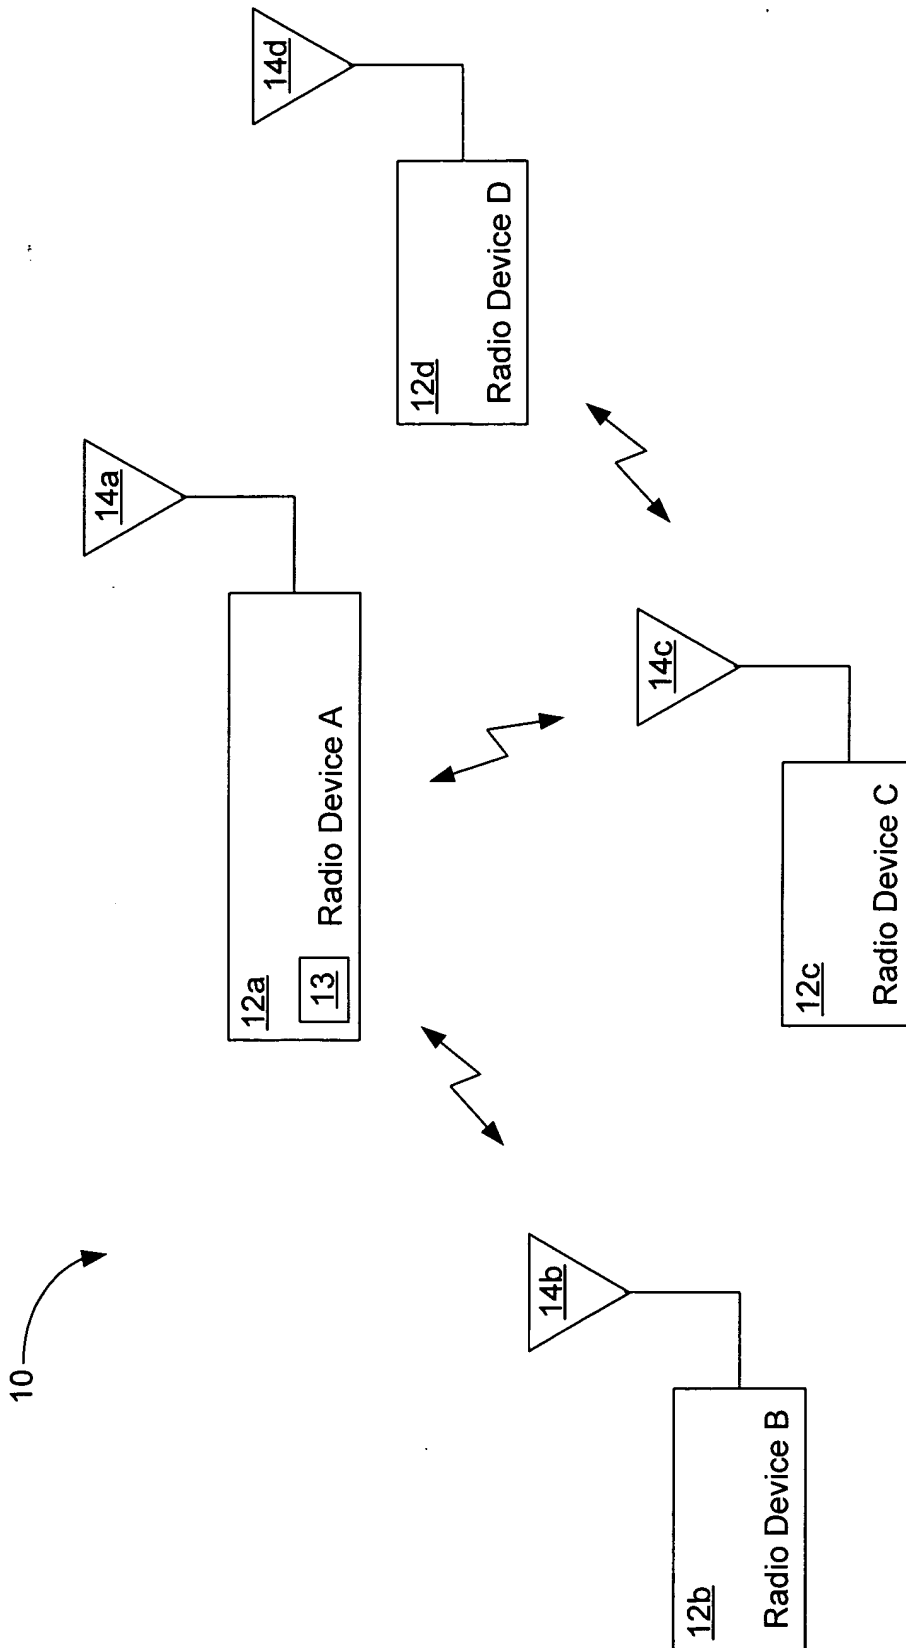 10
14a
12a
13
Radio Device A
14d
12d
Radio Device D
14b
12b
Radio Device B
14c
12c
Radio Device C